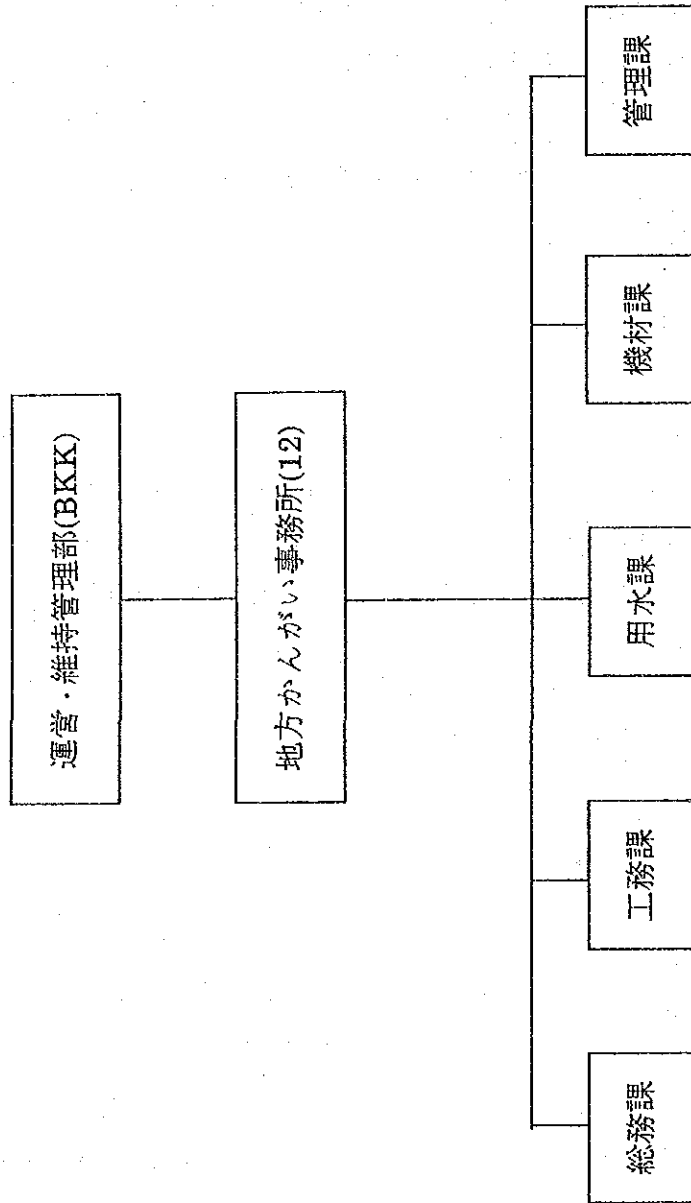 運営・維持管理部(BKK)
地方かんがい事務所(12)
総務課
工務課
用水課
機材課
管理課